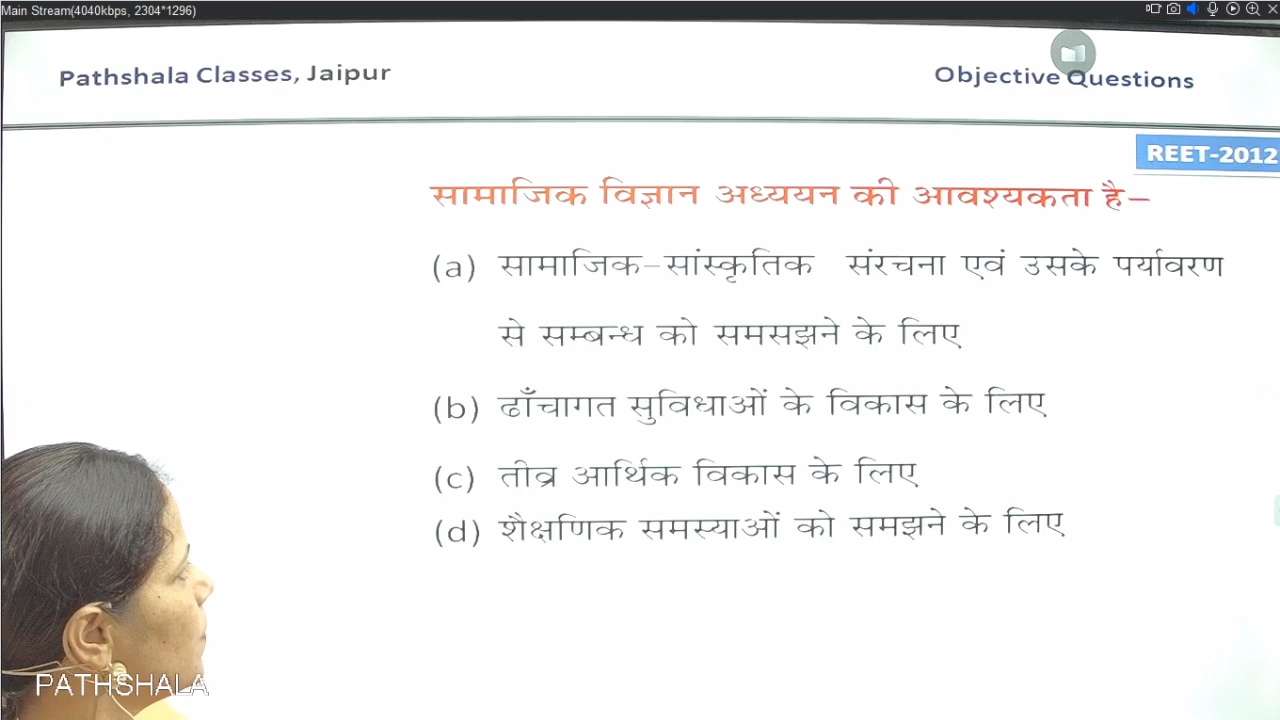 Main Stream(4040kbps, 2304*1296)
Pathshala Classes, Jaipur
Objective Questions
REET-2012
सामाजिक विज्ञान अध्ययन की आवश्यकता है–
(a) सामाजिक–सांस्कृतिक संरचना एवं उसके पर्यावरण
से सम्बन्ध को समसझने के लिए
(b) ढाँचागत सुविधाओं के विकास के लिए
(c) तीव्र आर्थिक विकास के लिए
(d) शैक्षणिक समस्याओं को समझने के लिए
PATHSHALA